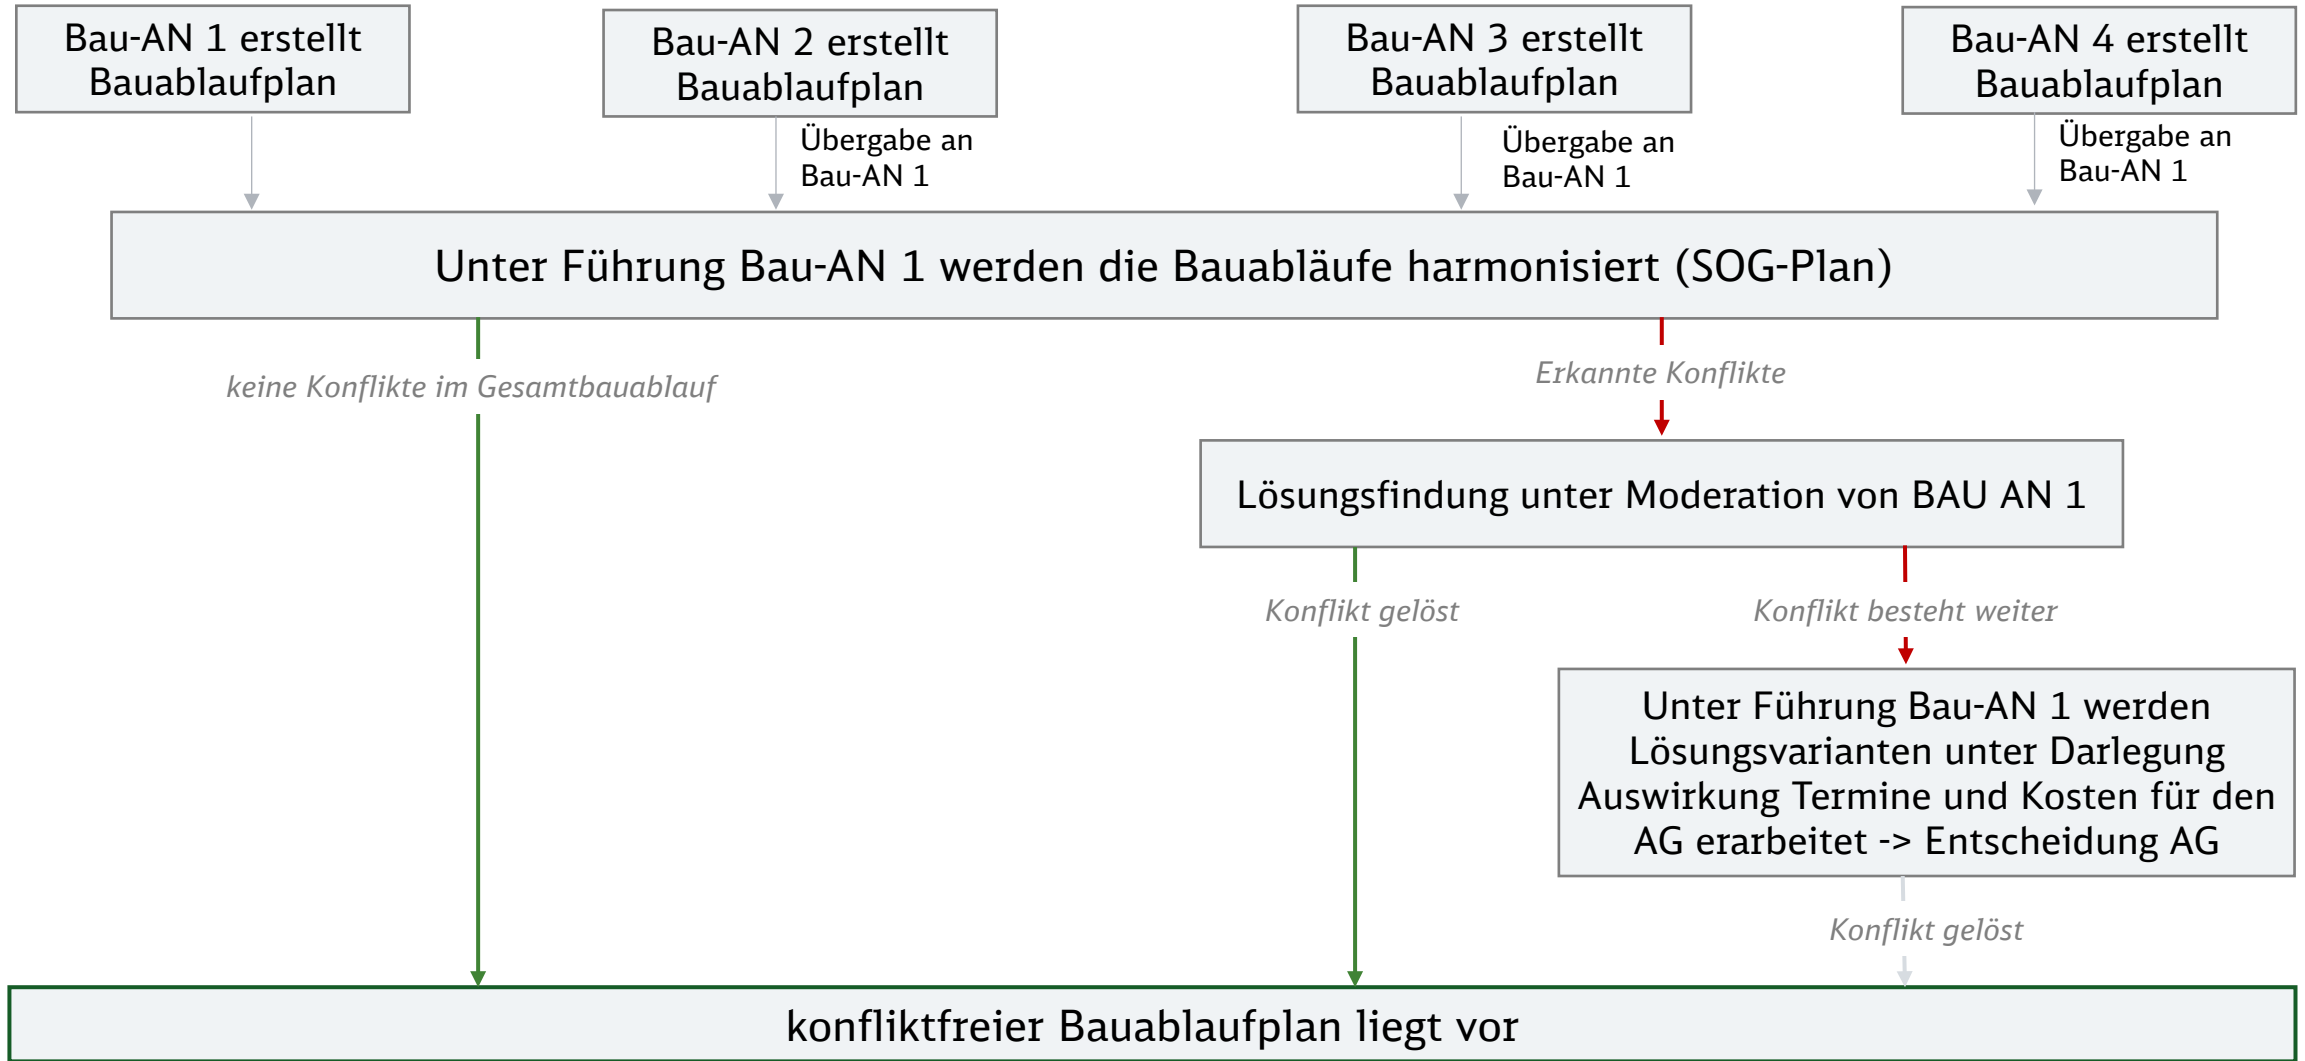 Bau-AN 1 erstellt
Bauablaufplan
Bau-AN 2 erstellt
Bauablaufplan
Bau-AN 3 erstellt
Bauablaufplan
Bau-AN 4 erstellt
Bauablaufplan
Übergabe an
Bau-AN 1
Übergabe an
Bau-AN 1
Übergabe an
Bau-AN 1
Unter Führung Bau-AN 1 werden die Bauabläufe harmonisiert (SOG-Plan)
keine Konflikte im Gesamtbauablauf
Erkannte Konflikte
Lösungsfindung unter Moderation von BAU AN 1
Konflikt gelöst
Konflikt besteht weiter
Unter Führung Bau-AN 1 werden
Lösungsvarianten unter Darlegung
Auswirkung Termine und Kosten für den
AG erarbeitet -> Entscheidung AG
Konflikt gelöst
konfliktfreier Bauablaufplan liegt vor